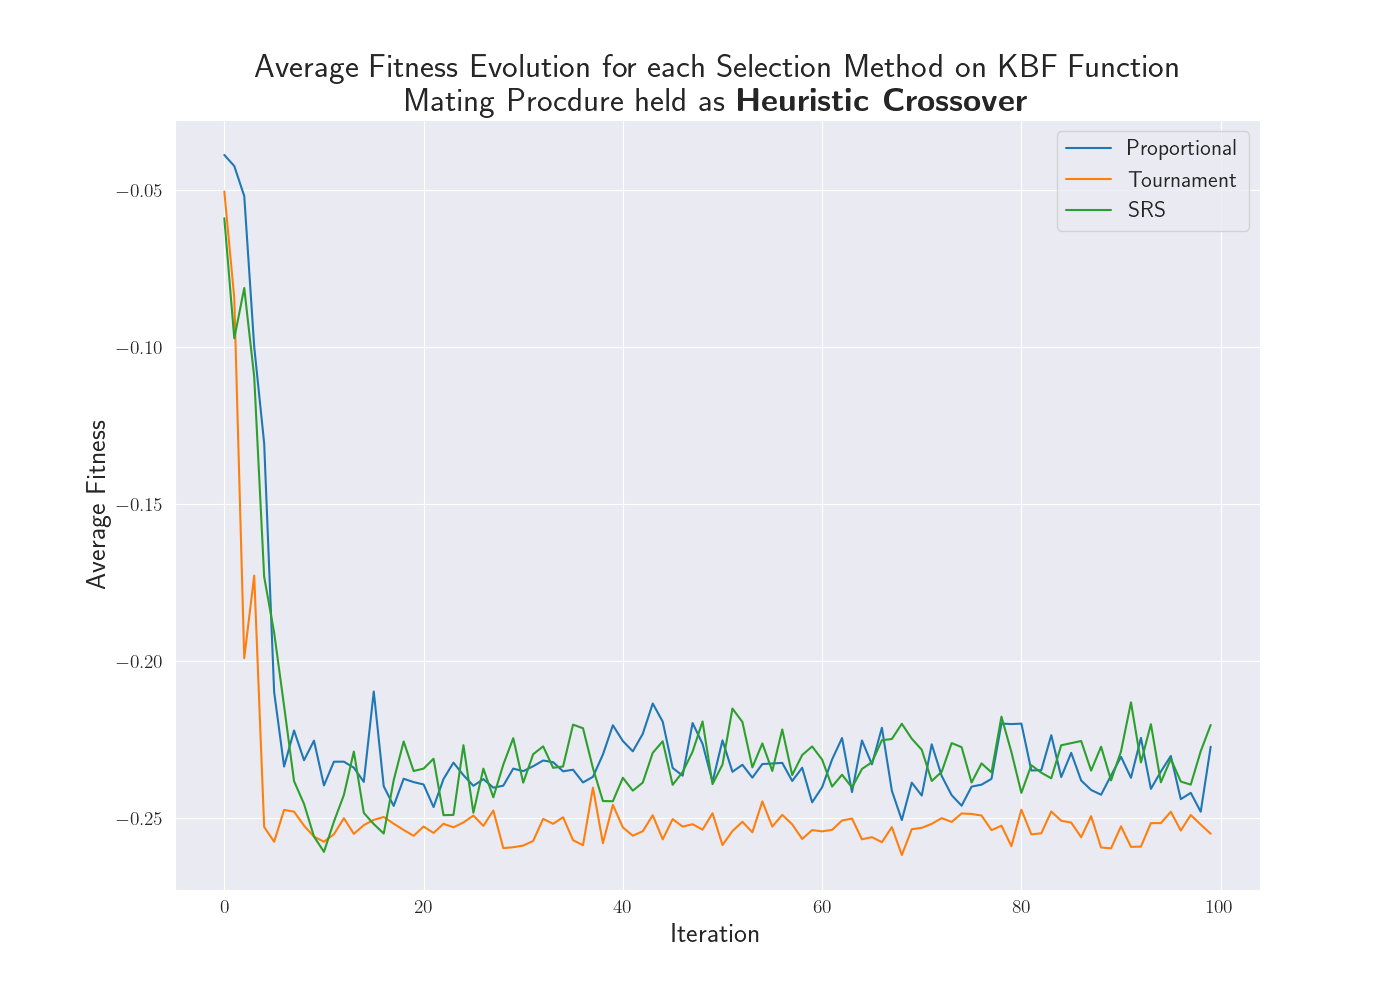 Average Fitness Evolution for each Selection Method on KBF Function
Mating Procdure held as Heuristic Crossover
Proportional
Tournament
SRS
Average Fitness
−0.05
−0.10
−0.15
−0.20
−0.25
0 20 40 60 80 100
Iteration